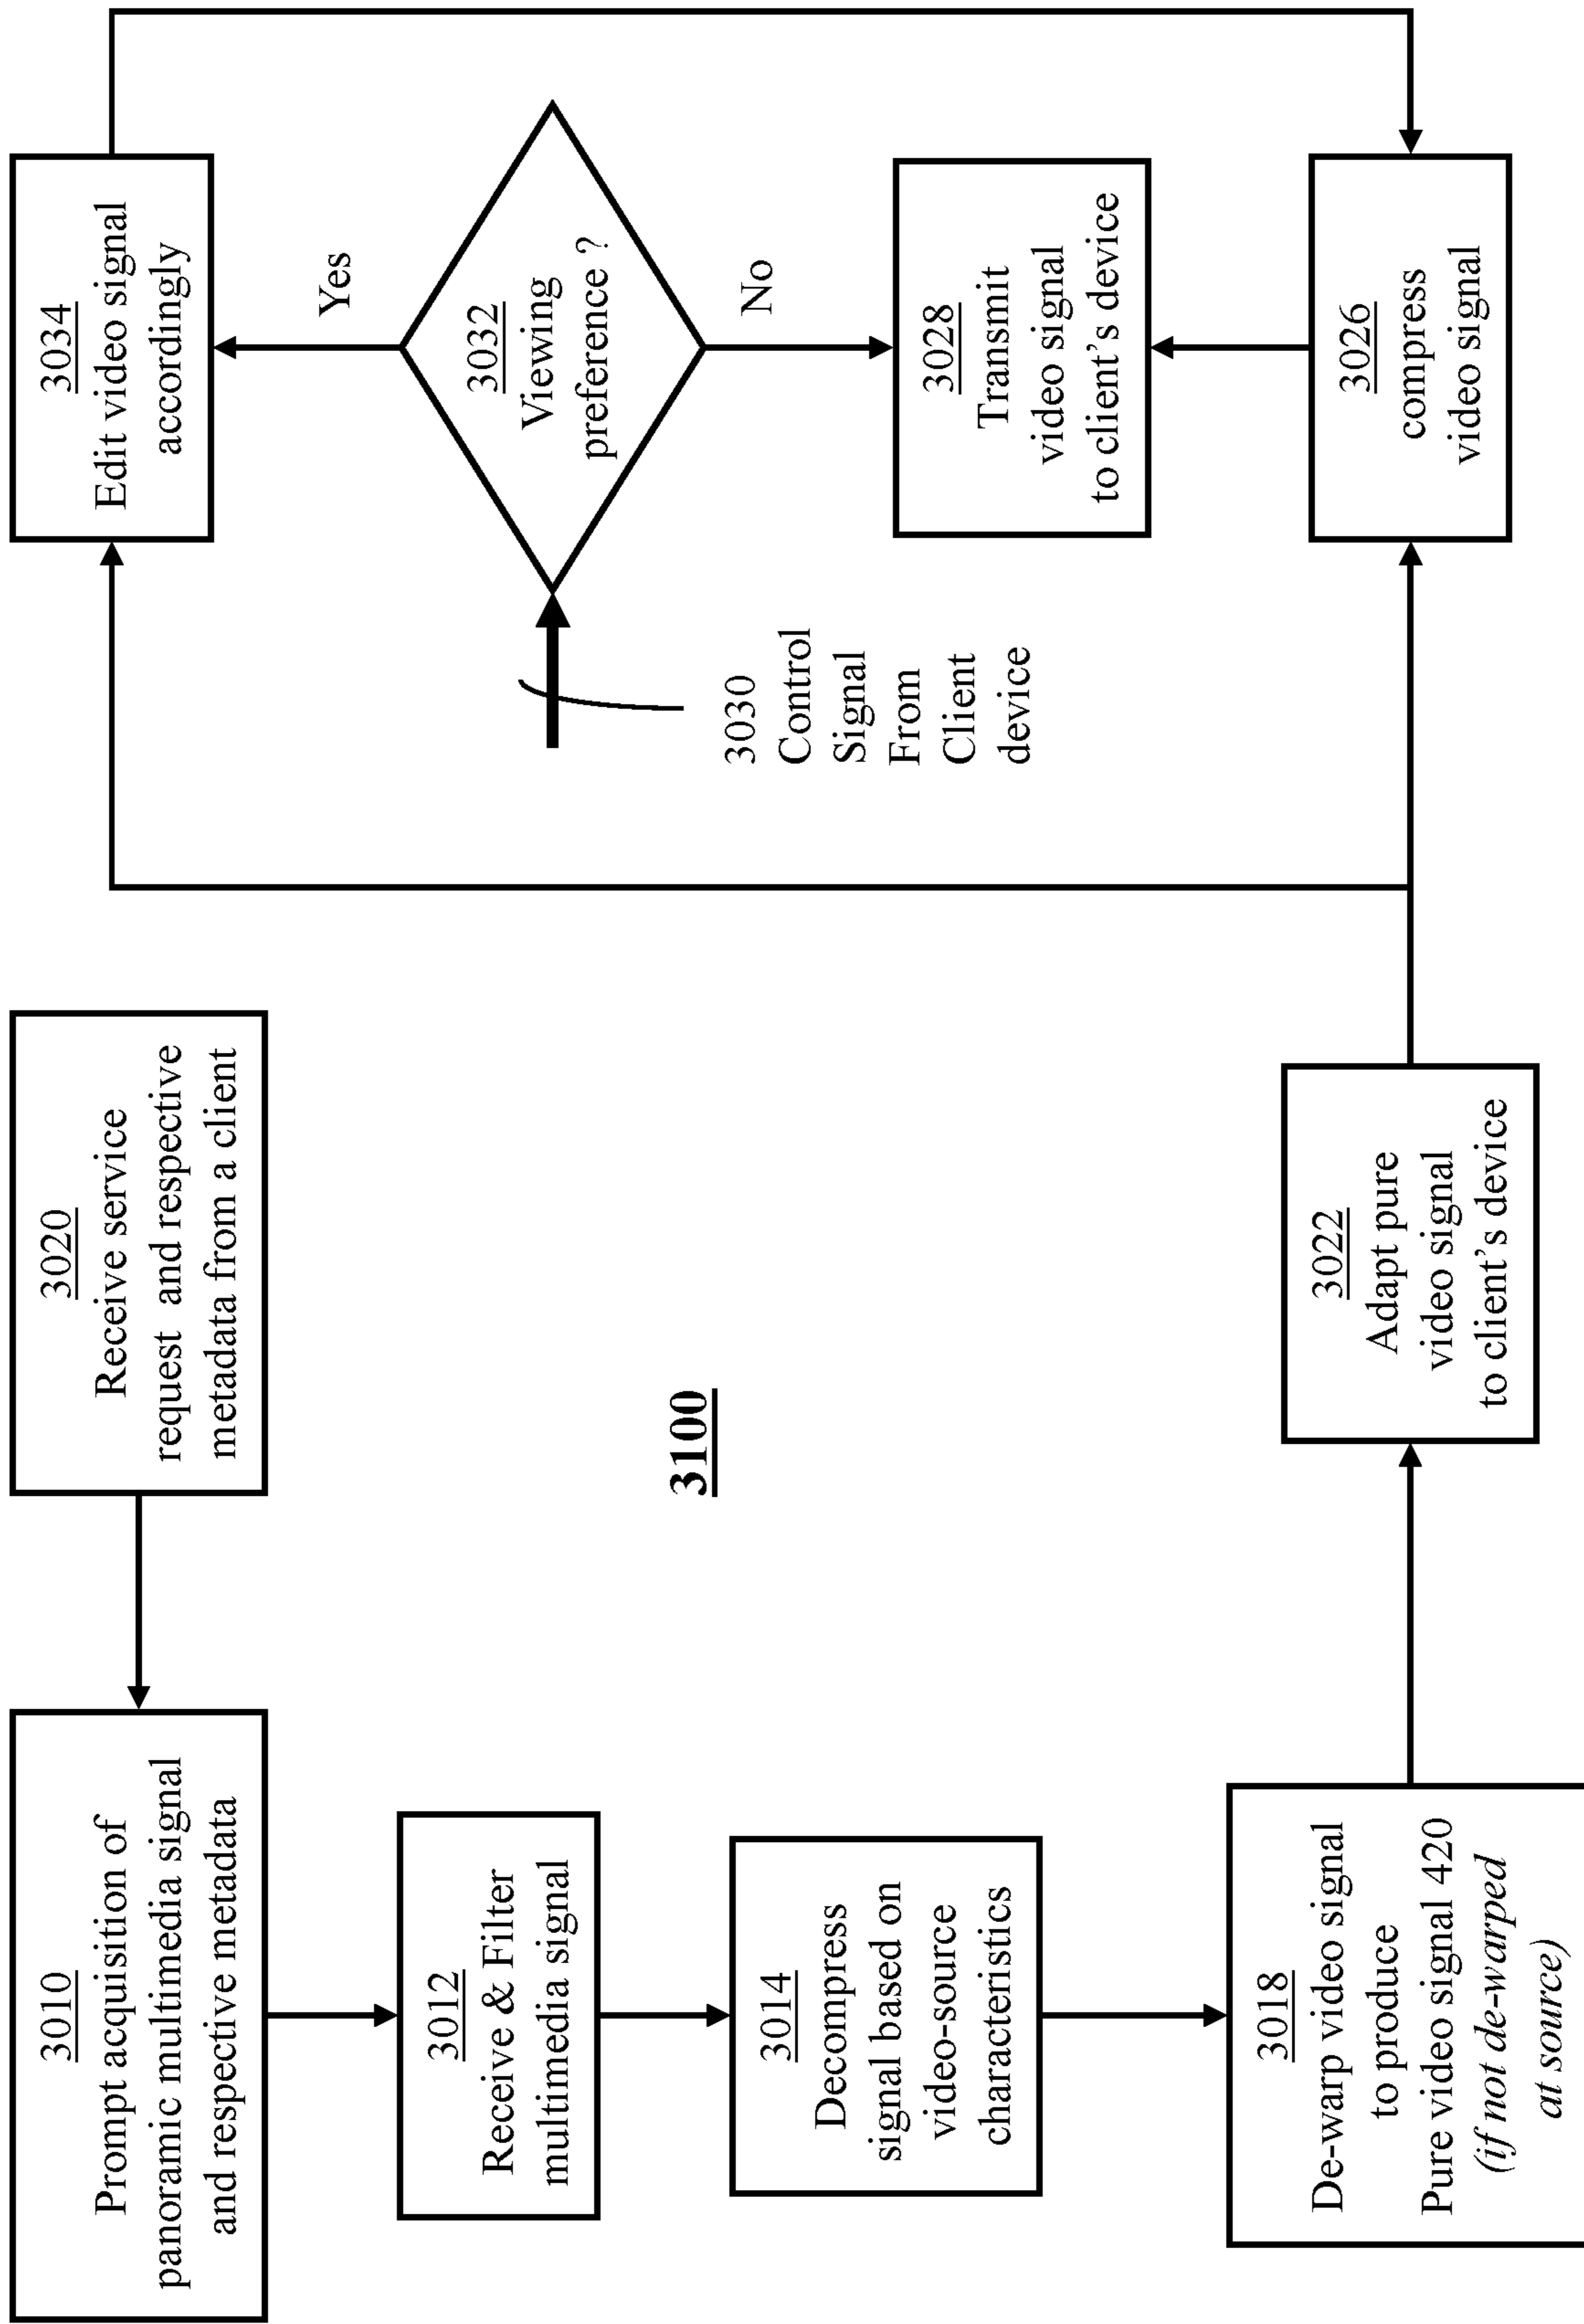 3010
Prompt acquisition of
panoramic multimedia signal
and respective metadata
3020
Receive service
request and respective
metadata from a client
3012
Receive & Filter
multimedia signal
3014
Decompress
signal based on
video-source
characteristics
3018
De-warp video signal
to produce
Pure video signal 420
(if not de-warped
at source)
3100
3022
Adapt pure
video signal
to client's device
3034
Edit video signal
accordingly
Yes
3032
Viewing
preference ?
No
3030
Control
Signal
From
Client
device
3028
Transmit
video signal
to client's device
3026
compress
video signal